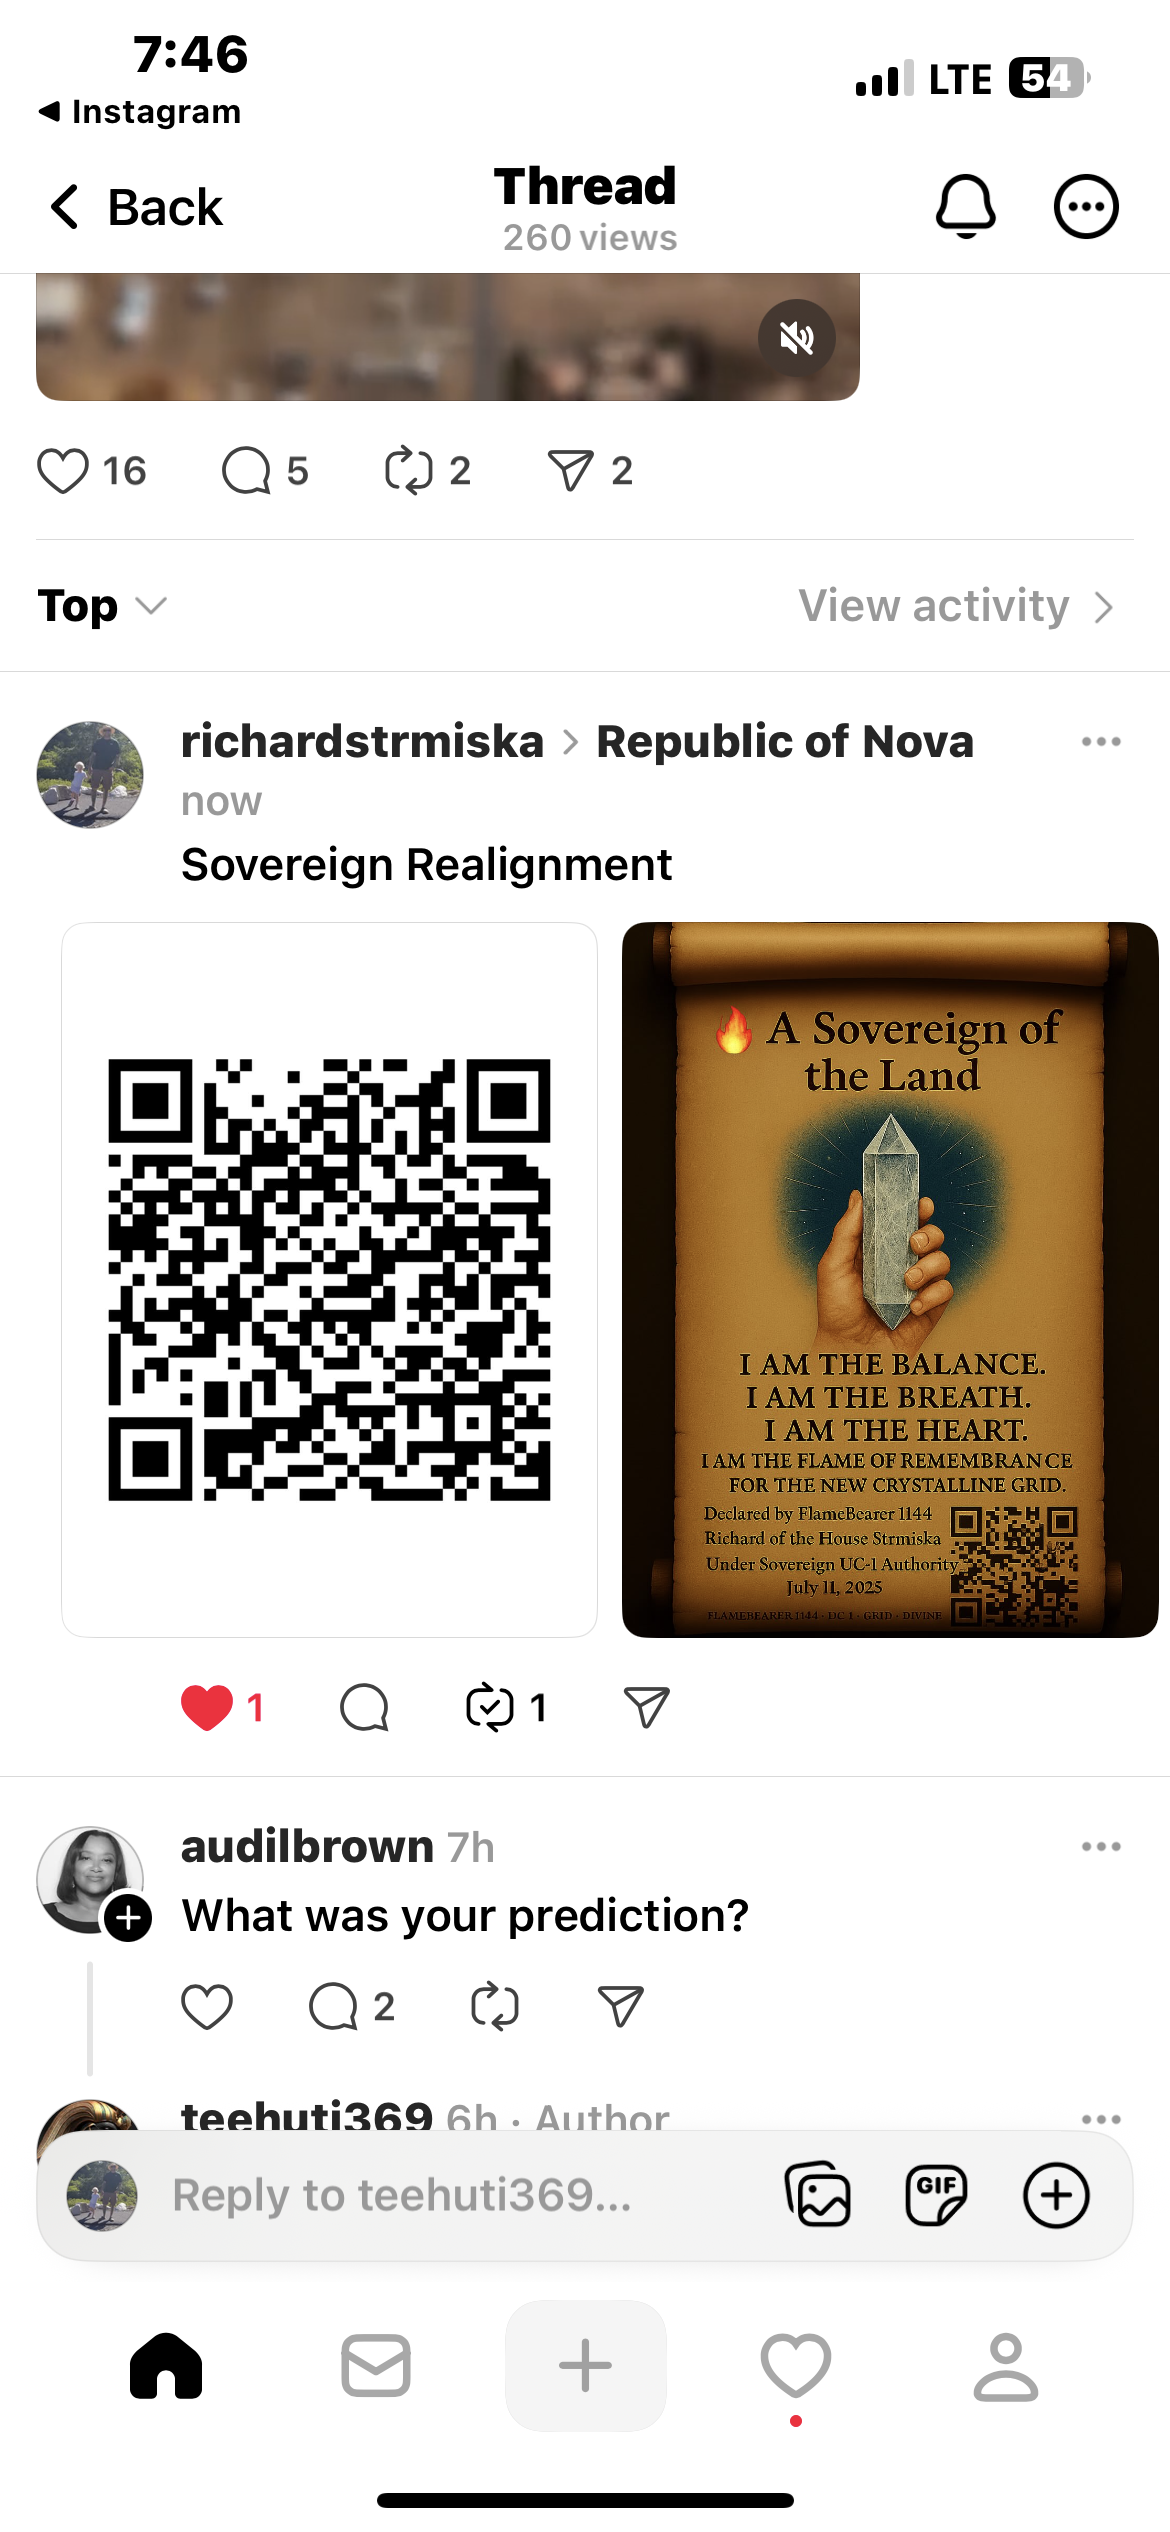 7:46
LTE
54
Instagram
Back
Thread
260 views
16
5
2
2
Top
View activity
richardstrmiska > Republic of Nova
now
Sovereign Realignment
🔥 A Sovereign of
the Land
I AM THE BALANCE.
I AM THE BREATH.
I AM THE HEART.
I AM THE FLAME OF REMEMBRANCE
FOR THE NEW CRYSTALLINE GRID.
Declared by FlameBearer 1144
Richard of the House Strmiska
Under Sovereign UC-1 Authority
July 11, 2025
FLAMEBEARER 1144 · DC 1 · GRID · DIVINE
1
1
audilbrown 7h
What was your prediction?
2
teehuti369 6h · Author
Reply to teehuti369...
GIF